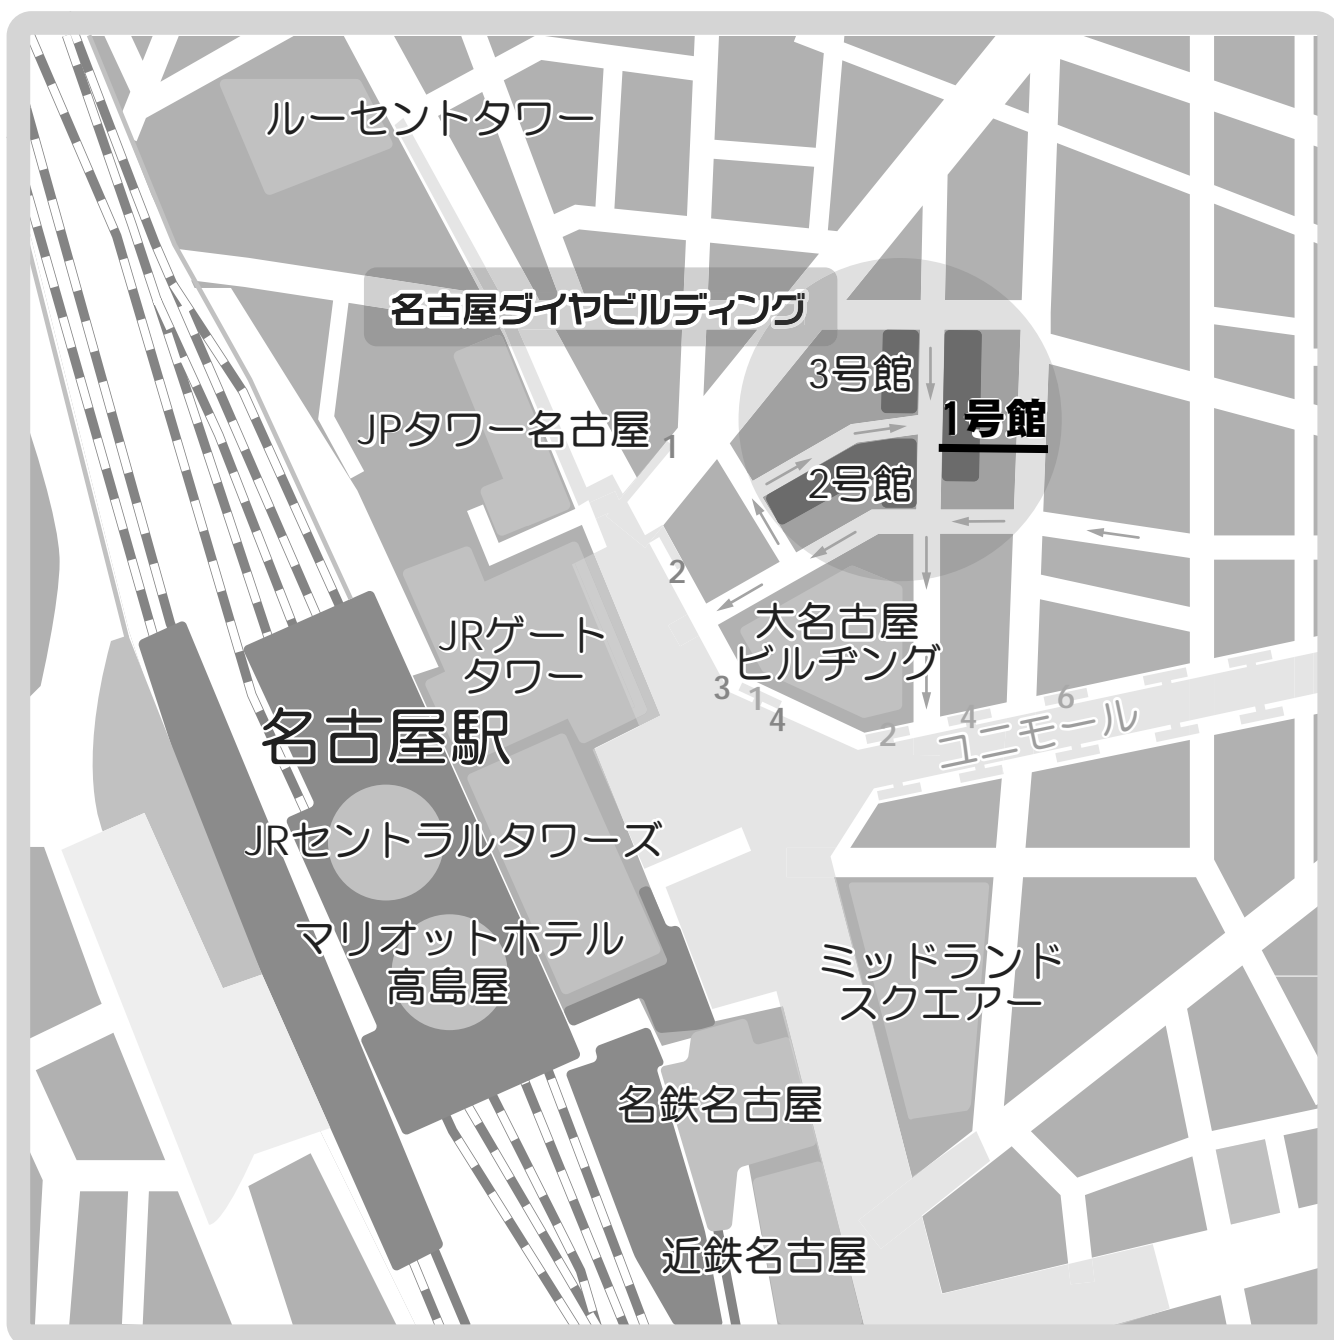 ルーセントタワー
名古屋ダイヤビルディング
3号館
1号館
JPタワー名古屋
1
2号館
2
大名古屋
ビルヂング
JRゲート
タワー
3
1
4
2
4
6
ユニモール
名古屋駅
JRセントラルタワーズ
マリオットホテル
高島屋
ミッドランド
スクエアー
名鉄名古屋
近鉄名古屋